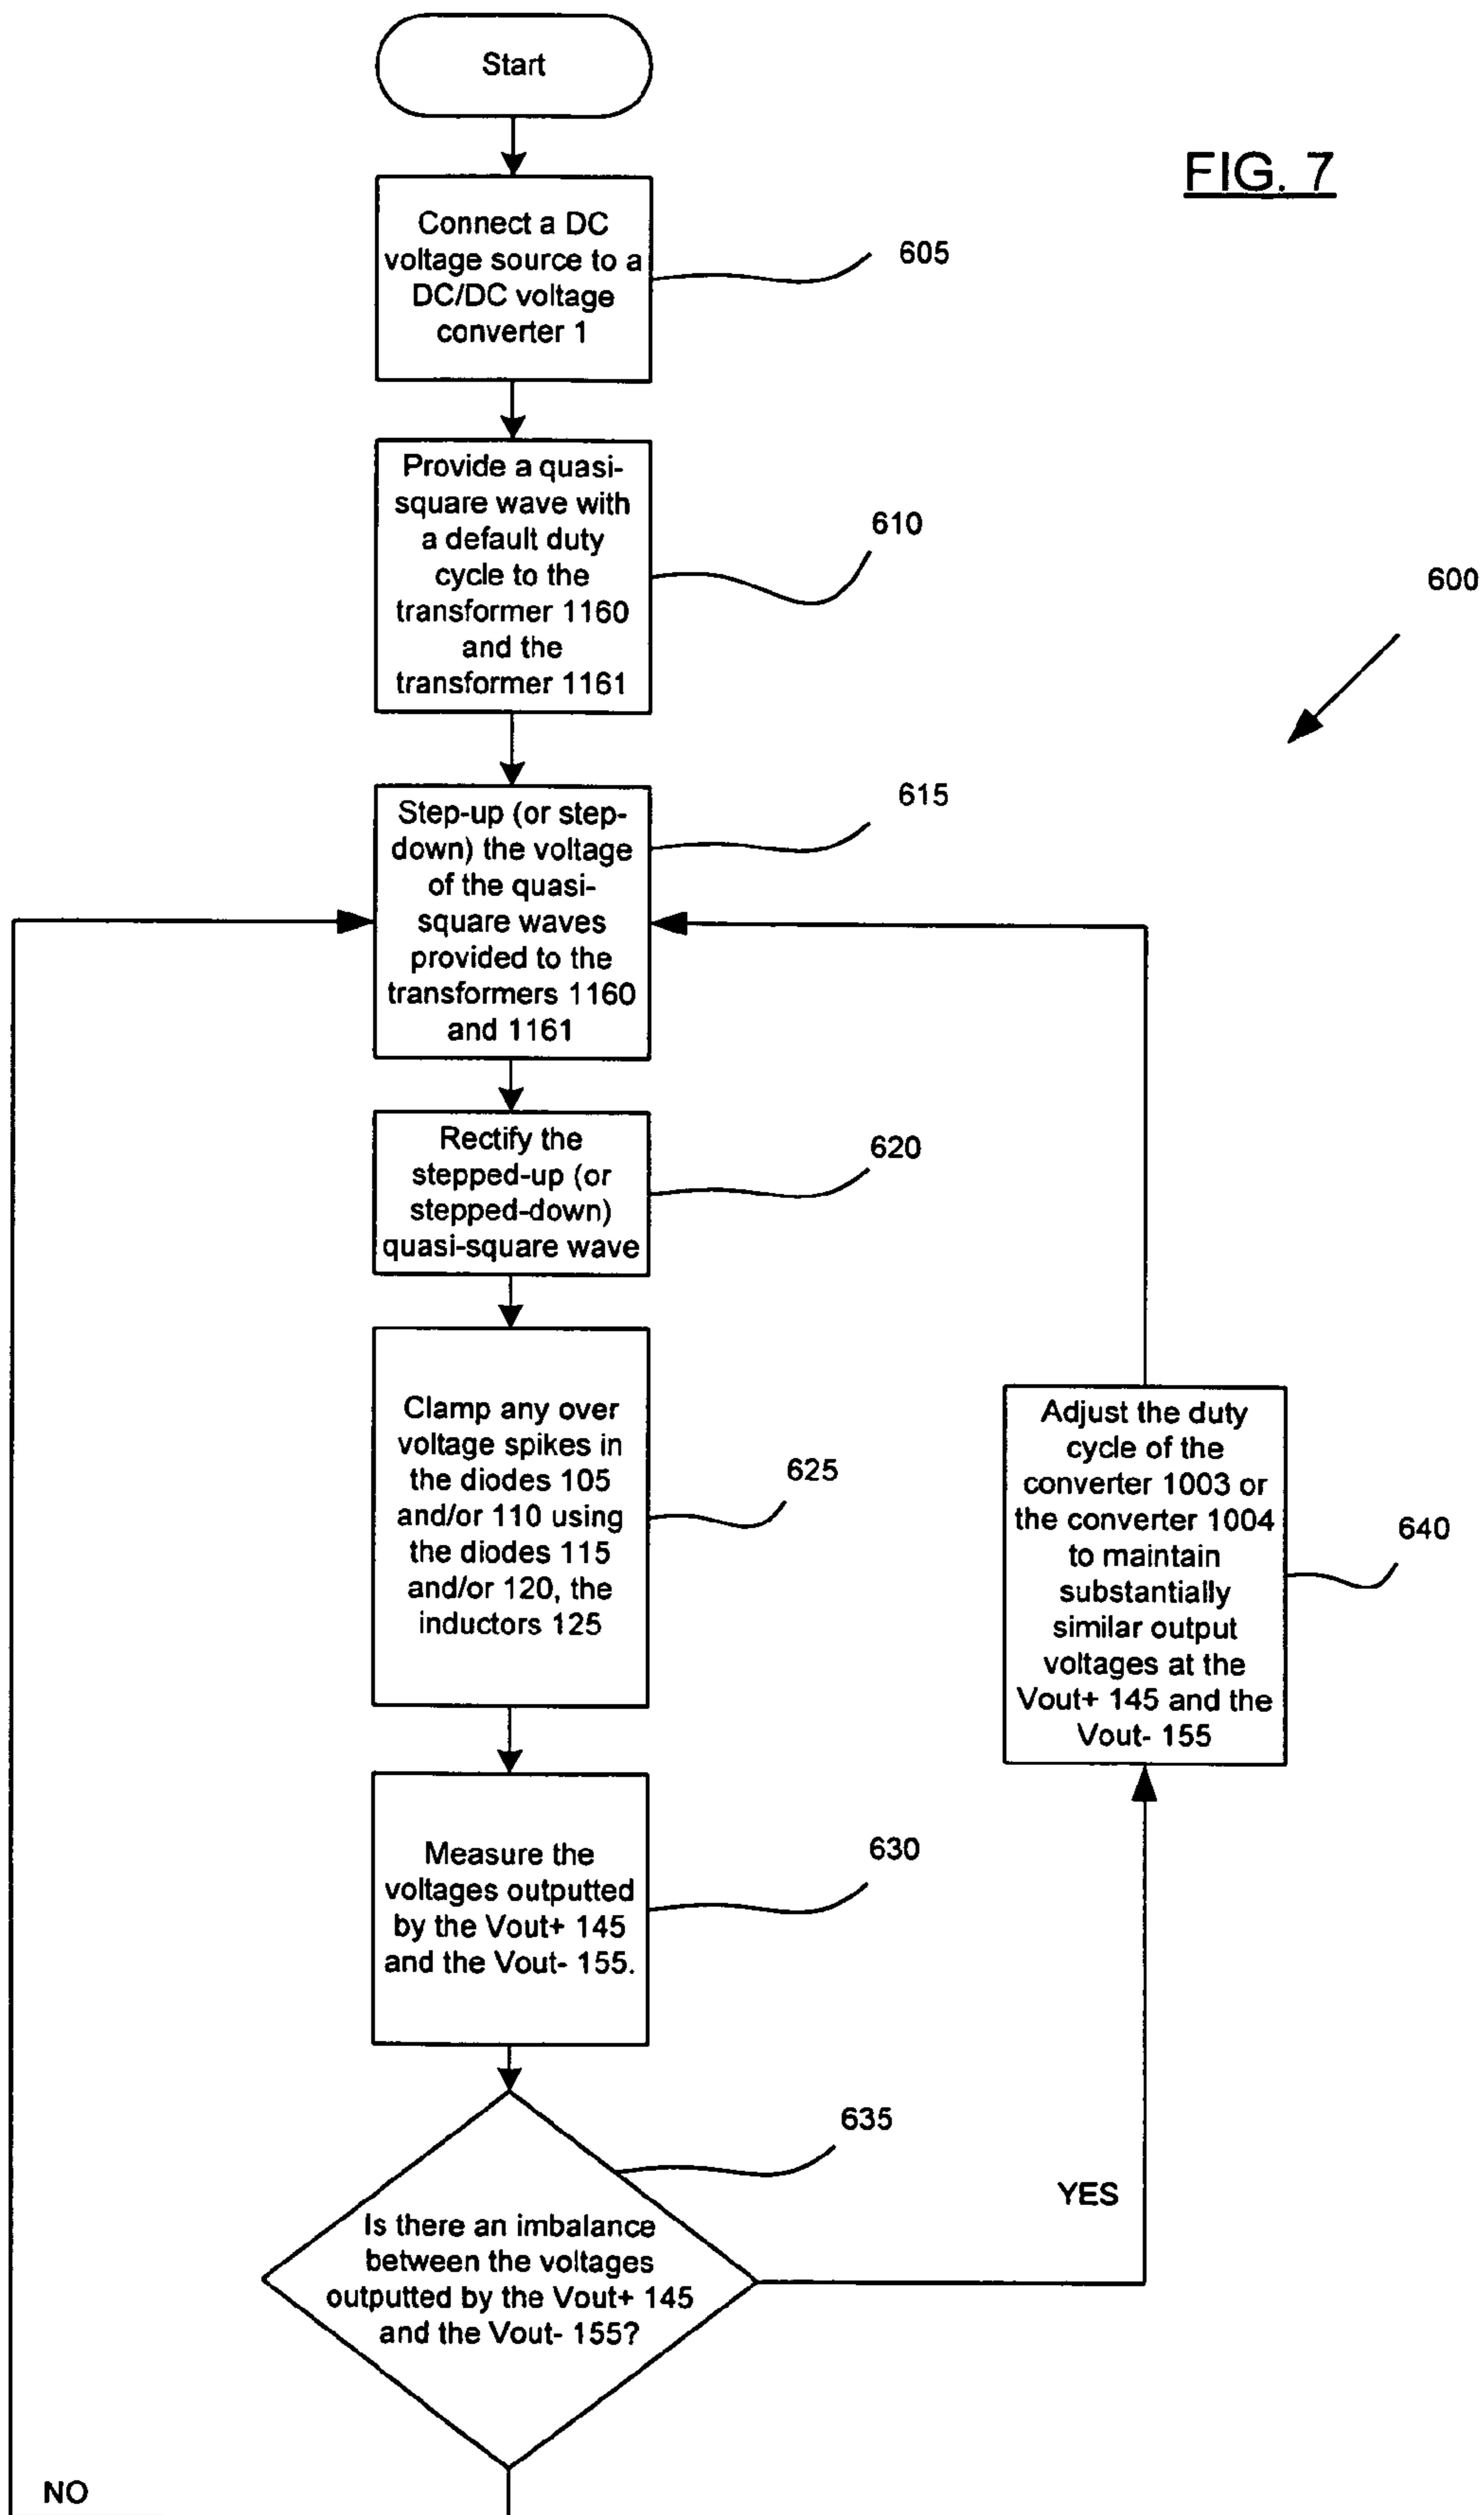 Start
FIG. 7
Connect a DC
voltage source to a
DC/DC voltage
converter 1
605
Provide a quasi-
square wave with
a default duty
cycle to the
transformer 1160
and the
transformer 1161
610
600
Step-up (or step-
down) the voltage
of the quasi-
square waves
provided to the
transformers 1160
and 1161
615
Rectify the
stepped-up (or
stepped-down)
quasi-square wave
620
Clamp any over
voltage spikes in
the diodes 105
and/or 110 using
the diodes 115
and/or 120, the
inductors 125
625
Adjust the duty
cycle of the
converter 1003 or
the converter 1004
to maintain
substantially
similar output
voltages at the
Vout+ 145 and the
Vout- 155
640
Measure the
voltages outputted
by the Vout+ 145
and the Vout- 155.
630
635
Is there an imbalance
between the voltages
outputted by the Vout+ 145
and the Vout- 155?
YES
NO